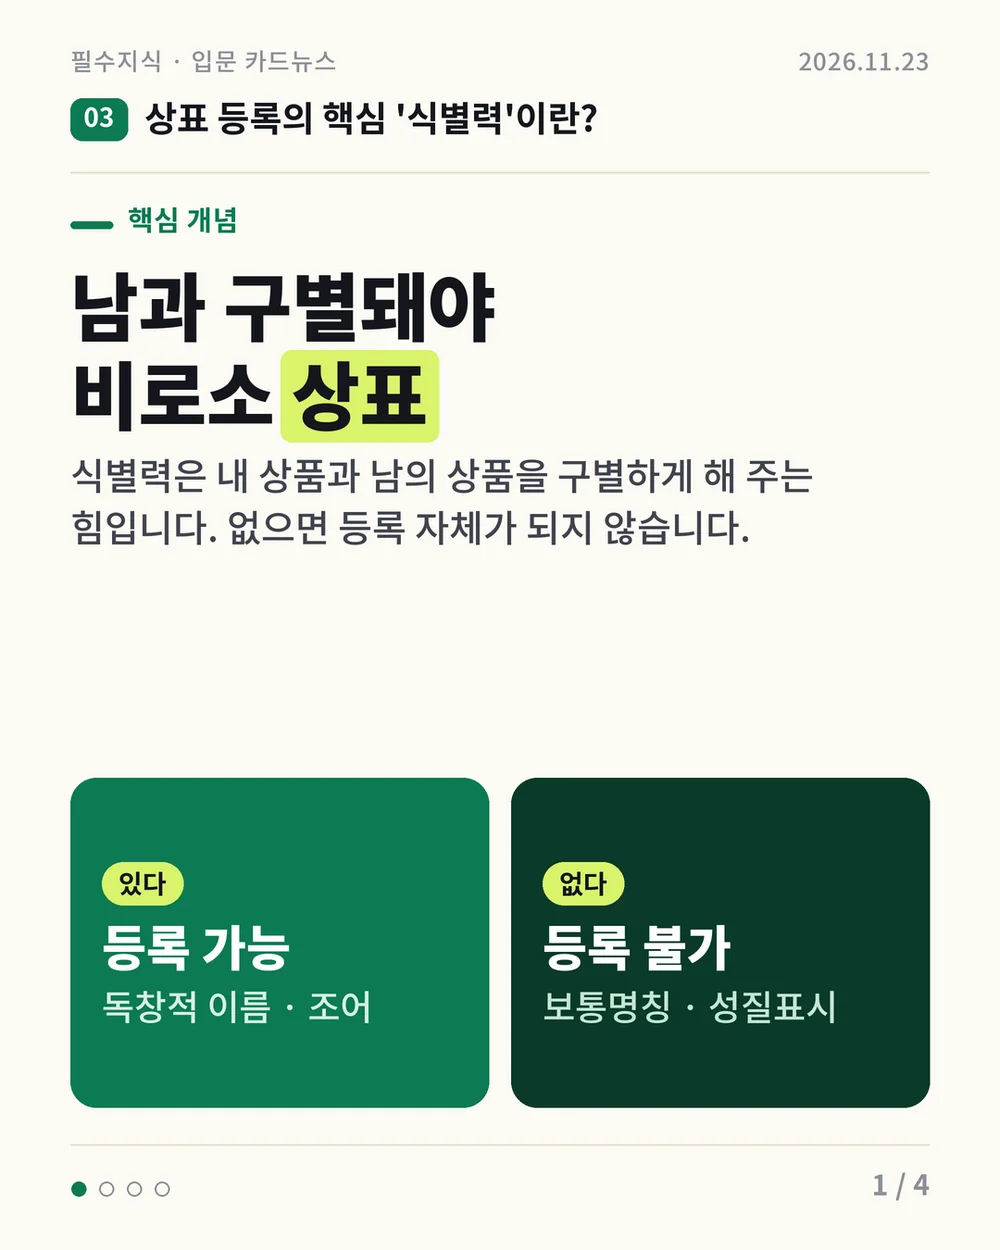 필수지식 · 입문 카드뉴스
2026.11.23
03 상표 등록의 핵심 '식별력'이란?
핵심 개념
남과 구별돼야
비로소 상표
식별력은 내 상품과 남의 상품을 구별하게 해 주는
힘입니다. 없으면 등록 자체가 되지 않습니다.
있다
등록 가능
독창적 이름 · 조어
없다
등록 불가
보통명칭 · 성질표시
1 / 4